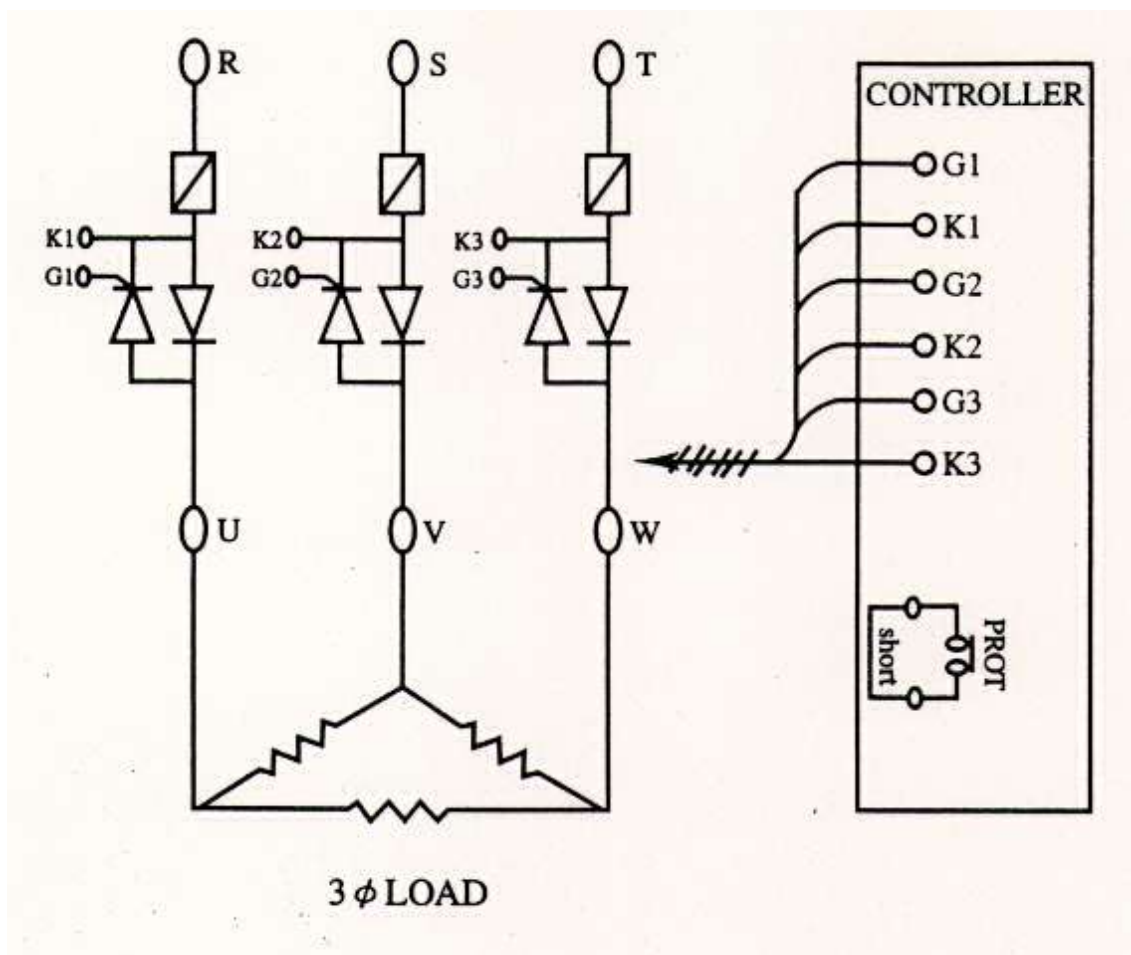 R
S
T
CONTROLLER
G1
K1
G2
K2
G3
K3
K1
G1
K2
G2
K3
G3
U
V
W
short
PROT
3 φ LOAD